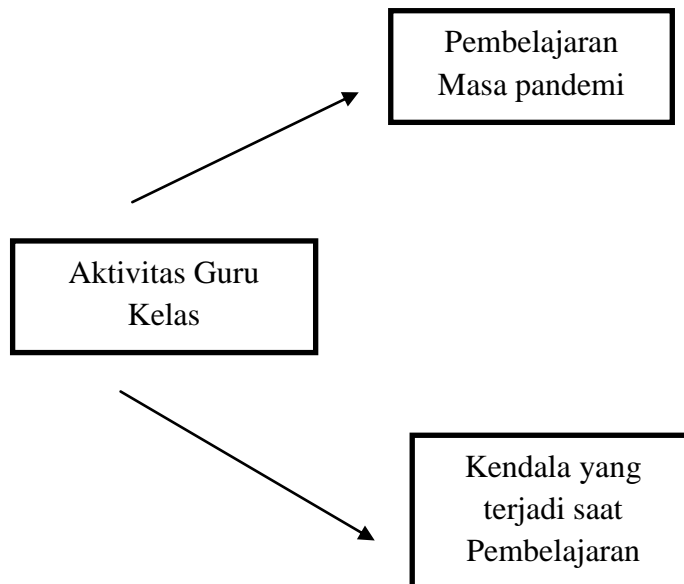 Pembelajaran
Masa pandemi
Aktivitas Guru
Kelas
Kendala yang
terjadi saat
Pembelajaran